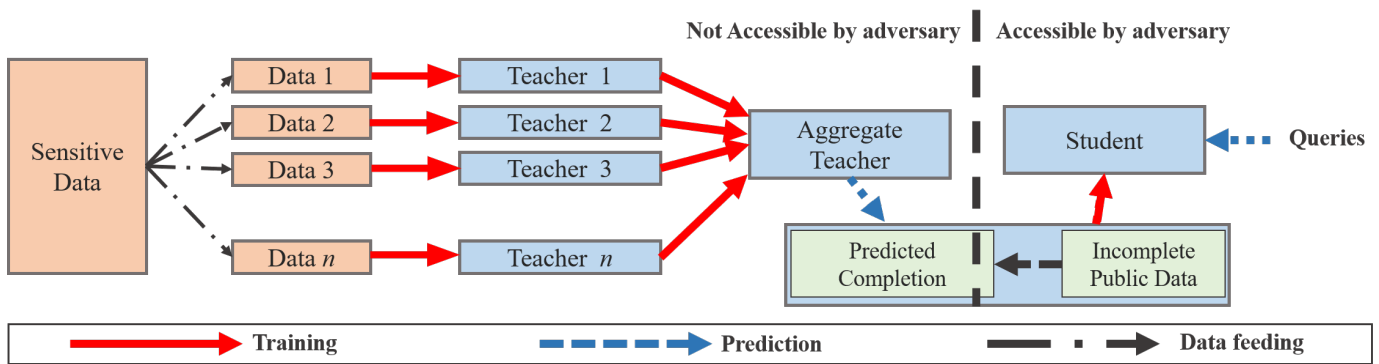 Not Accessible by adversary
Accessible by adversary
Sensitive
Data
Data 1
Teacher 1
Data 2
Teacher 2
Data 3
Teacher 3
Data n
Teacher n
Aggregate
Teacher
Student
Queries
Predicted
Completion
Incomplete
Public Data
Training
Prediction
Data feeding